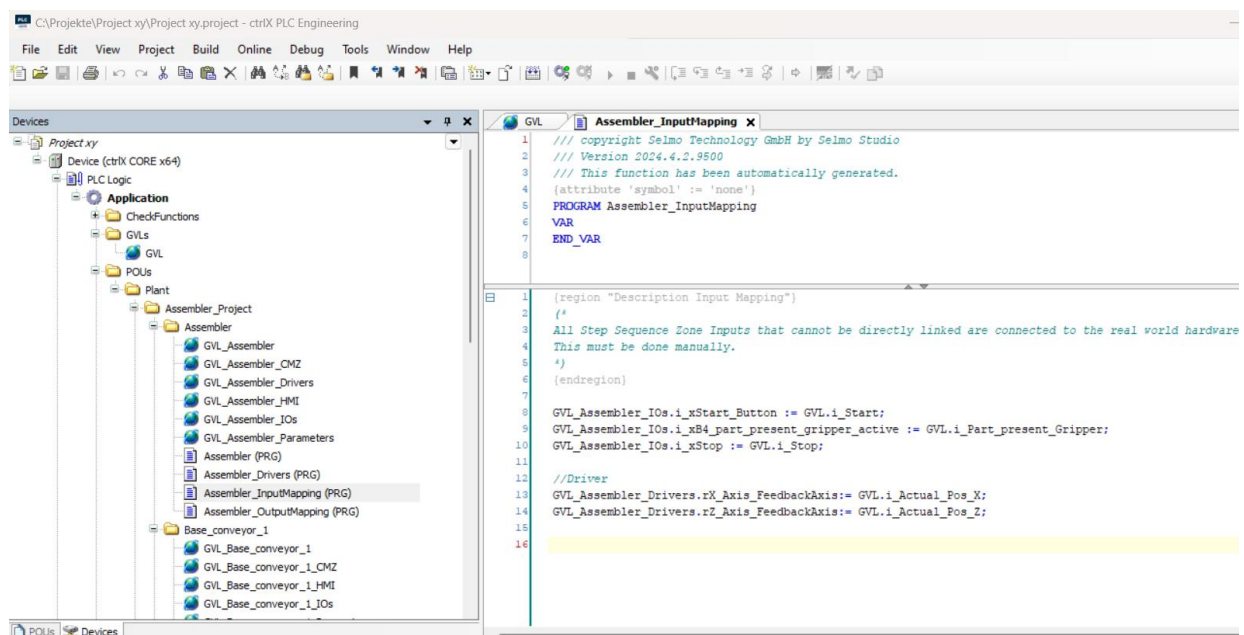 C:\Projekte\Project xy\Project xy.project - ctrlX PLC Engineering
File Edit View Project Build Online Debug Tools Window Help
Devices
Project xy
Device (ctrlX CORE x64)
PLC Logic
Application
CheckFunctions
GVLs
GVL
POUs
Plant
Assembler_Project
Assembler
GVL_Assembler
GVL_Assembler_CMZ
GVL_Assembler_Drivers
GVL_Assembler_HMI
GVL_Assembler_IOs
GVL_Assembler_Parameters
Assembler (PRG)
Assembler_Drivers (PRG)
Assembler_InputMapping (PRG)
Assembler_OutputMapping (PRG)
Base_conveyor_1
GVL_Base_conveyor_1
GVL_Base_conveyor_1_CMZ
GVL_Base_conveyor_1_HMI
GVL_Base_conveyor_1_IOs
POUs Devices
GVL Assembler_InputMapping
1 /// copyright Selmo Technology GmbH by Selmo Studio
2 /// Version 2024.4.2.9500
3 /// This function has been automatically generated.
4 {attribute 'symbol' := 'none'}
5 PROGRAM Assembler_InputMapping
6 VAR
7 END_VAR
8
1 {region "Description Input Mapping"}
2 (*
3 All Step Sequence Zone Inputs that cannot be directly linked are connected to the real world hardware
4 This must be done manually.
5 *)
6 {endregion}
7
8 GVL_Assembler_IOs.i_xStart_Button := GVL.i_Start;
9 GVL_Assembler_IOs.i_xB4_part_present_gripper_active := GVL.i_Part_present_Gripper;
10 GVL_Assembler_IOs.i_xStop := GVL.i_Stop;
11
12 //Driver
13 GVL_Assembler_Drivers.rX_Axis_FeedbackAxis:= GVL.i_Actual_Pos_X;
14 GVL_Assembler_Drivers.rZ_Axis_FeedbackAxis:= GVL.i_Actual_Pos_Z;
15
16